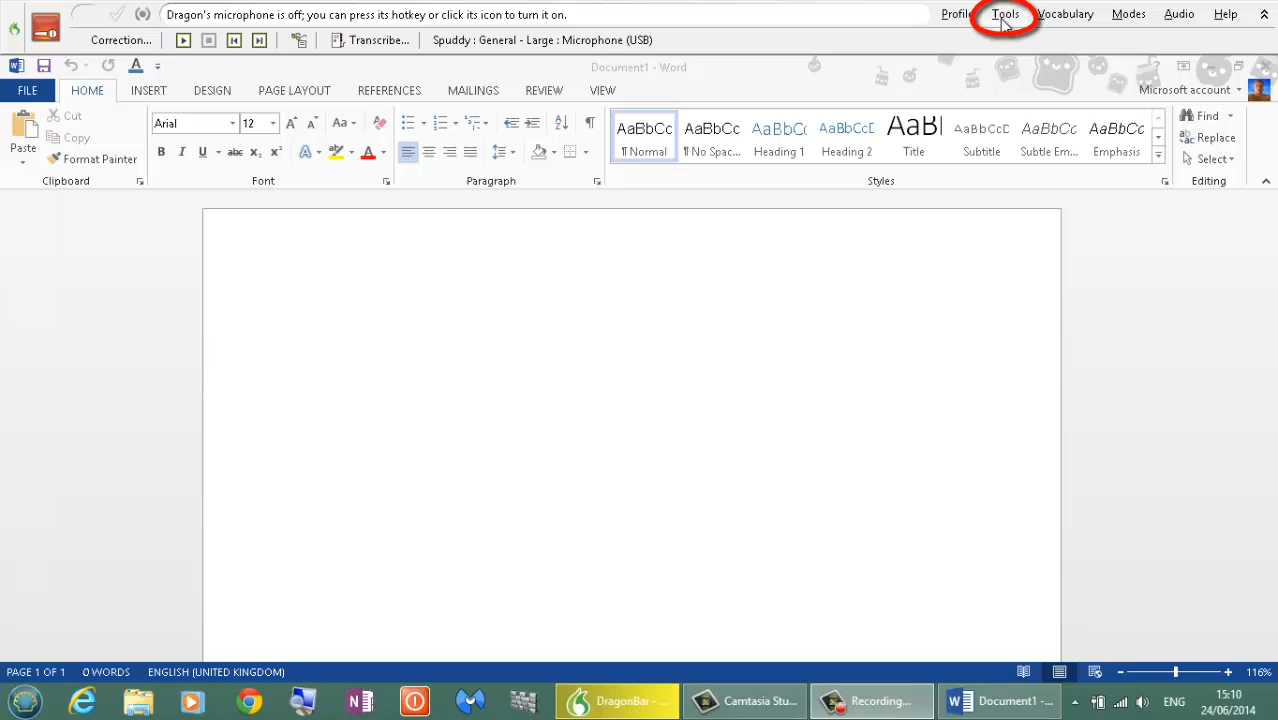 Dragon's microphone is off; you can press its hotkey or click its icon to turn it on.
Profile Tools Vocabulary Modes Audio Help
Correction... Transcribe... Spuddy : General - Large : Microphone (USB)
Document1 - Word
FILE HOME INSERT DESIGN PAGE LAYOUT REFERENCES MAILINGS REVIEW VIEW Microsoft account
Paste
Cut
Copy
Format Painter
Clipboard
Arial 12
Font
Paragraph
AaBbCc AaBbCc AaBbC AaBbCcD AaBl AaBbCcD AaBbCc AaBbCc
¶ Normal ¶ No Spac... Heading 1 Heading 2 Title Subtitle Subtle Em... Emphasis
Styles
Find
Replace
Select
Editing
PAGE 1 OF 1 0 WORDS ENGLISH (UNITED KINGDOM) 116%
DragonBar - ... Camtasia Stu... Recording... Document1 -... ENG
15:10
24/06/2014